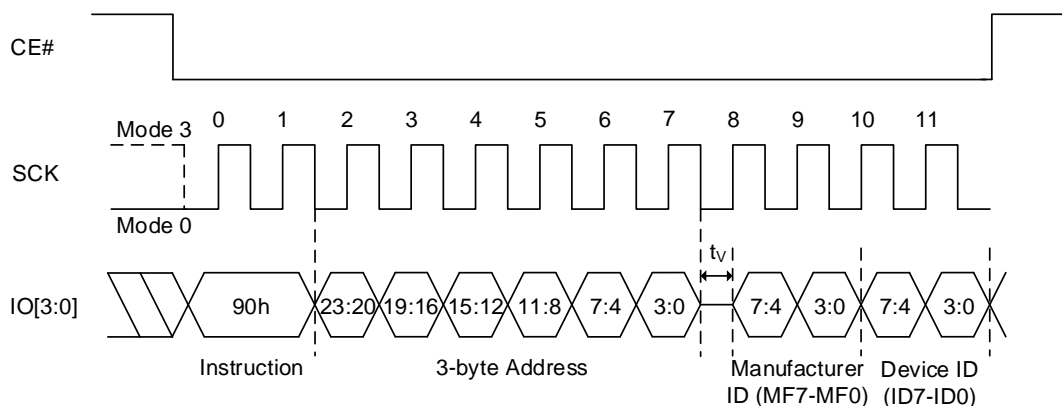 CE#
0 1 2 3 4 5 6 7 8 9 10 11
Mode 3
SCK
Mode 0
tV
IO[3:0] 90h 23:20 19:16 15:12 11:8 7:4 3:0 7:4 3:0 7:4 3:0
Instruction 3-byte Address Manufacturer Device ID
ID (MF7-MF0) (ID7-ID0)